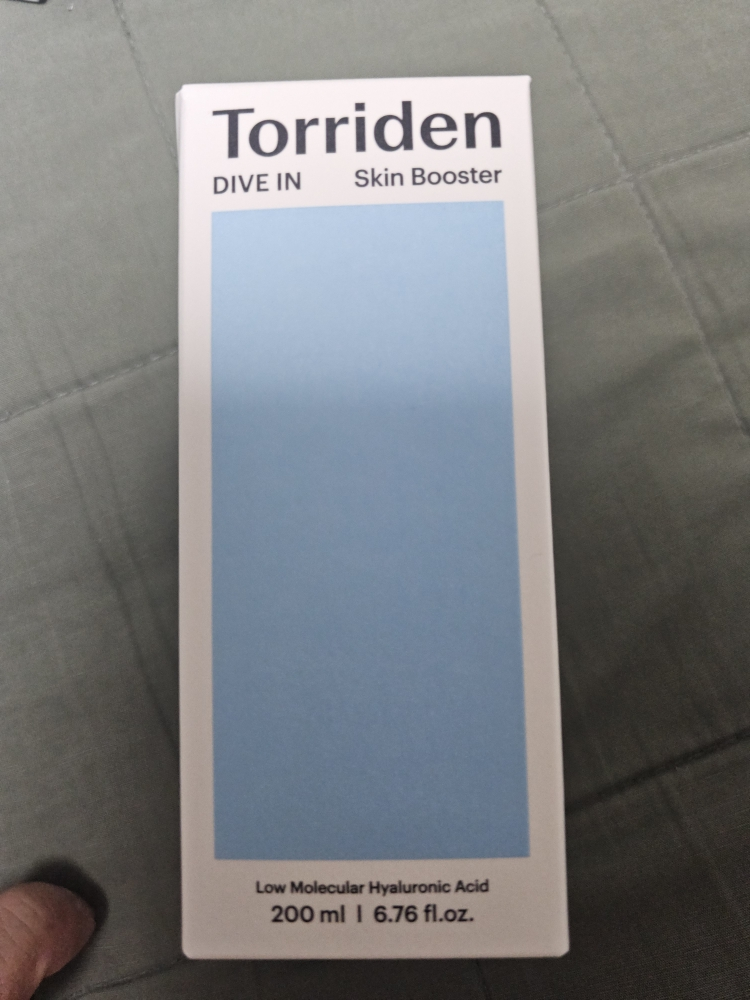 Torriden
DIVE IN Skin Booster
Low Molecular Hyaluronic Acid
200 ml | 6.76 fl.oz.